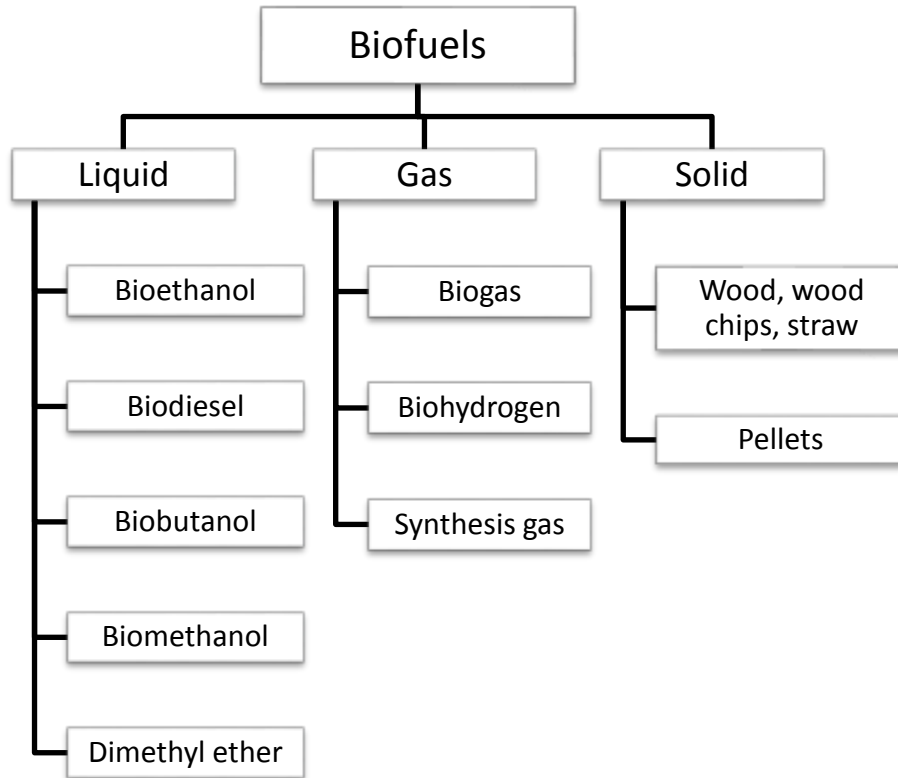 Biofuels
Liquid
Bioethanol
Biodiesel
Biobutanol
Biomethanol
Dimethyl ether
Gas
Biogas
Biohydrogen
Synthesis gas
Solid
Wood, wood
chips, straw
Pellets